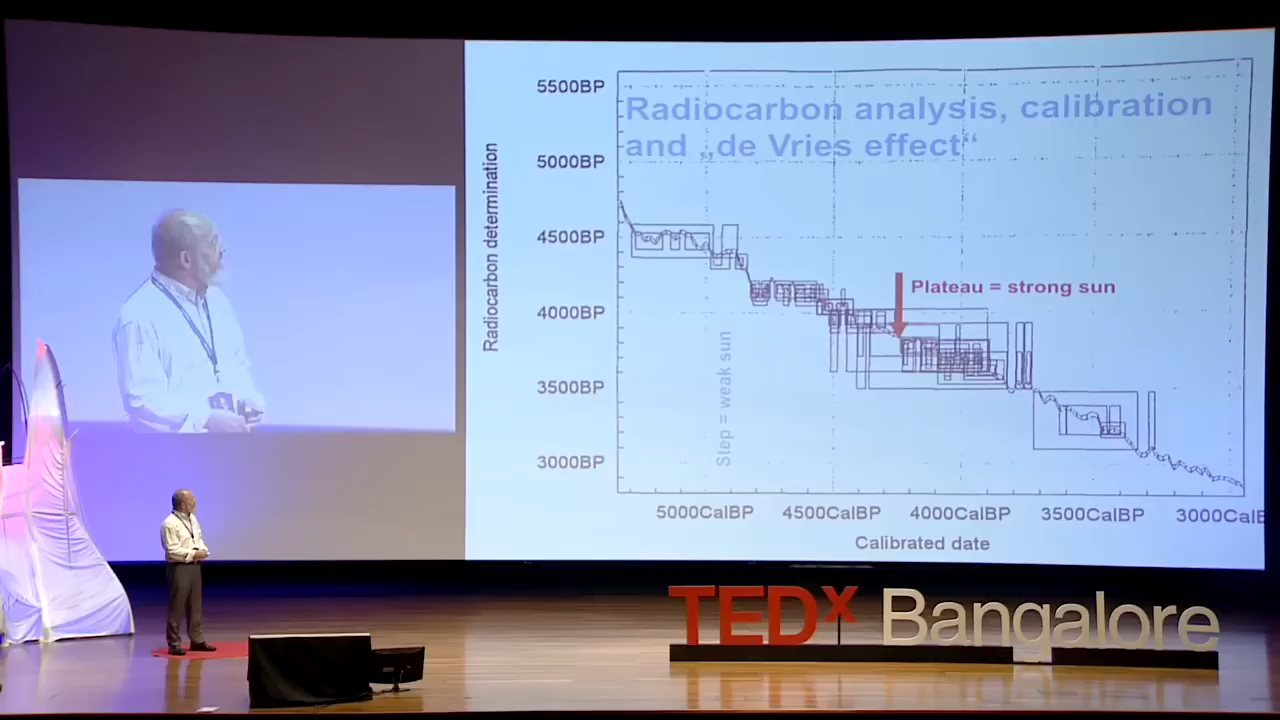 Radiocarbon analysis, calibration
and „de Vries effect“
Radiocarbon determination
5500BP
5000BP
4500BP
4000BP
3500BP
3000BP
Plateau = strong sun
Step = weak sun
5000CalBP 4500CalBP 4000CalBP 3500CalBP 3000CalB
Calibrated date
TEDx Bangalore